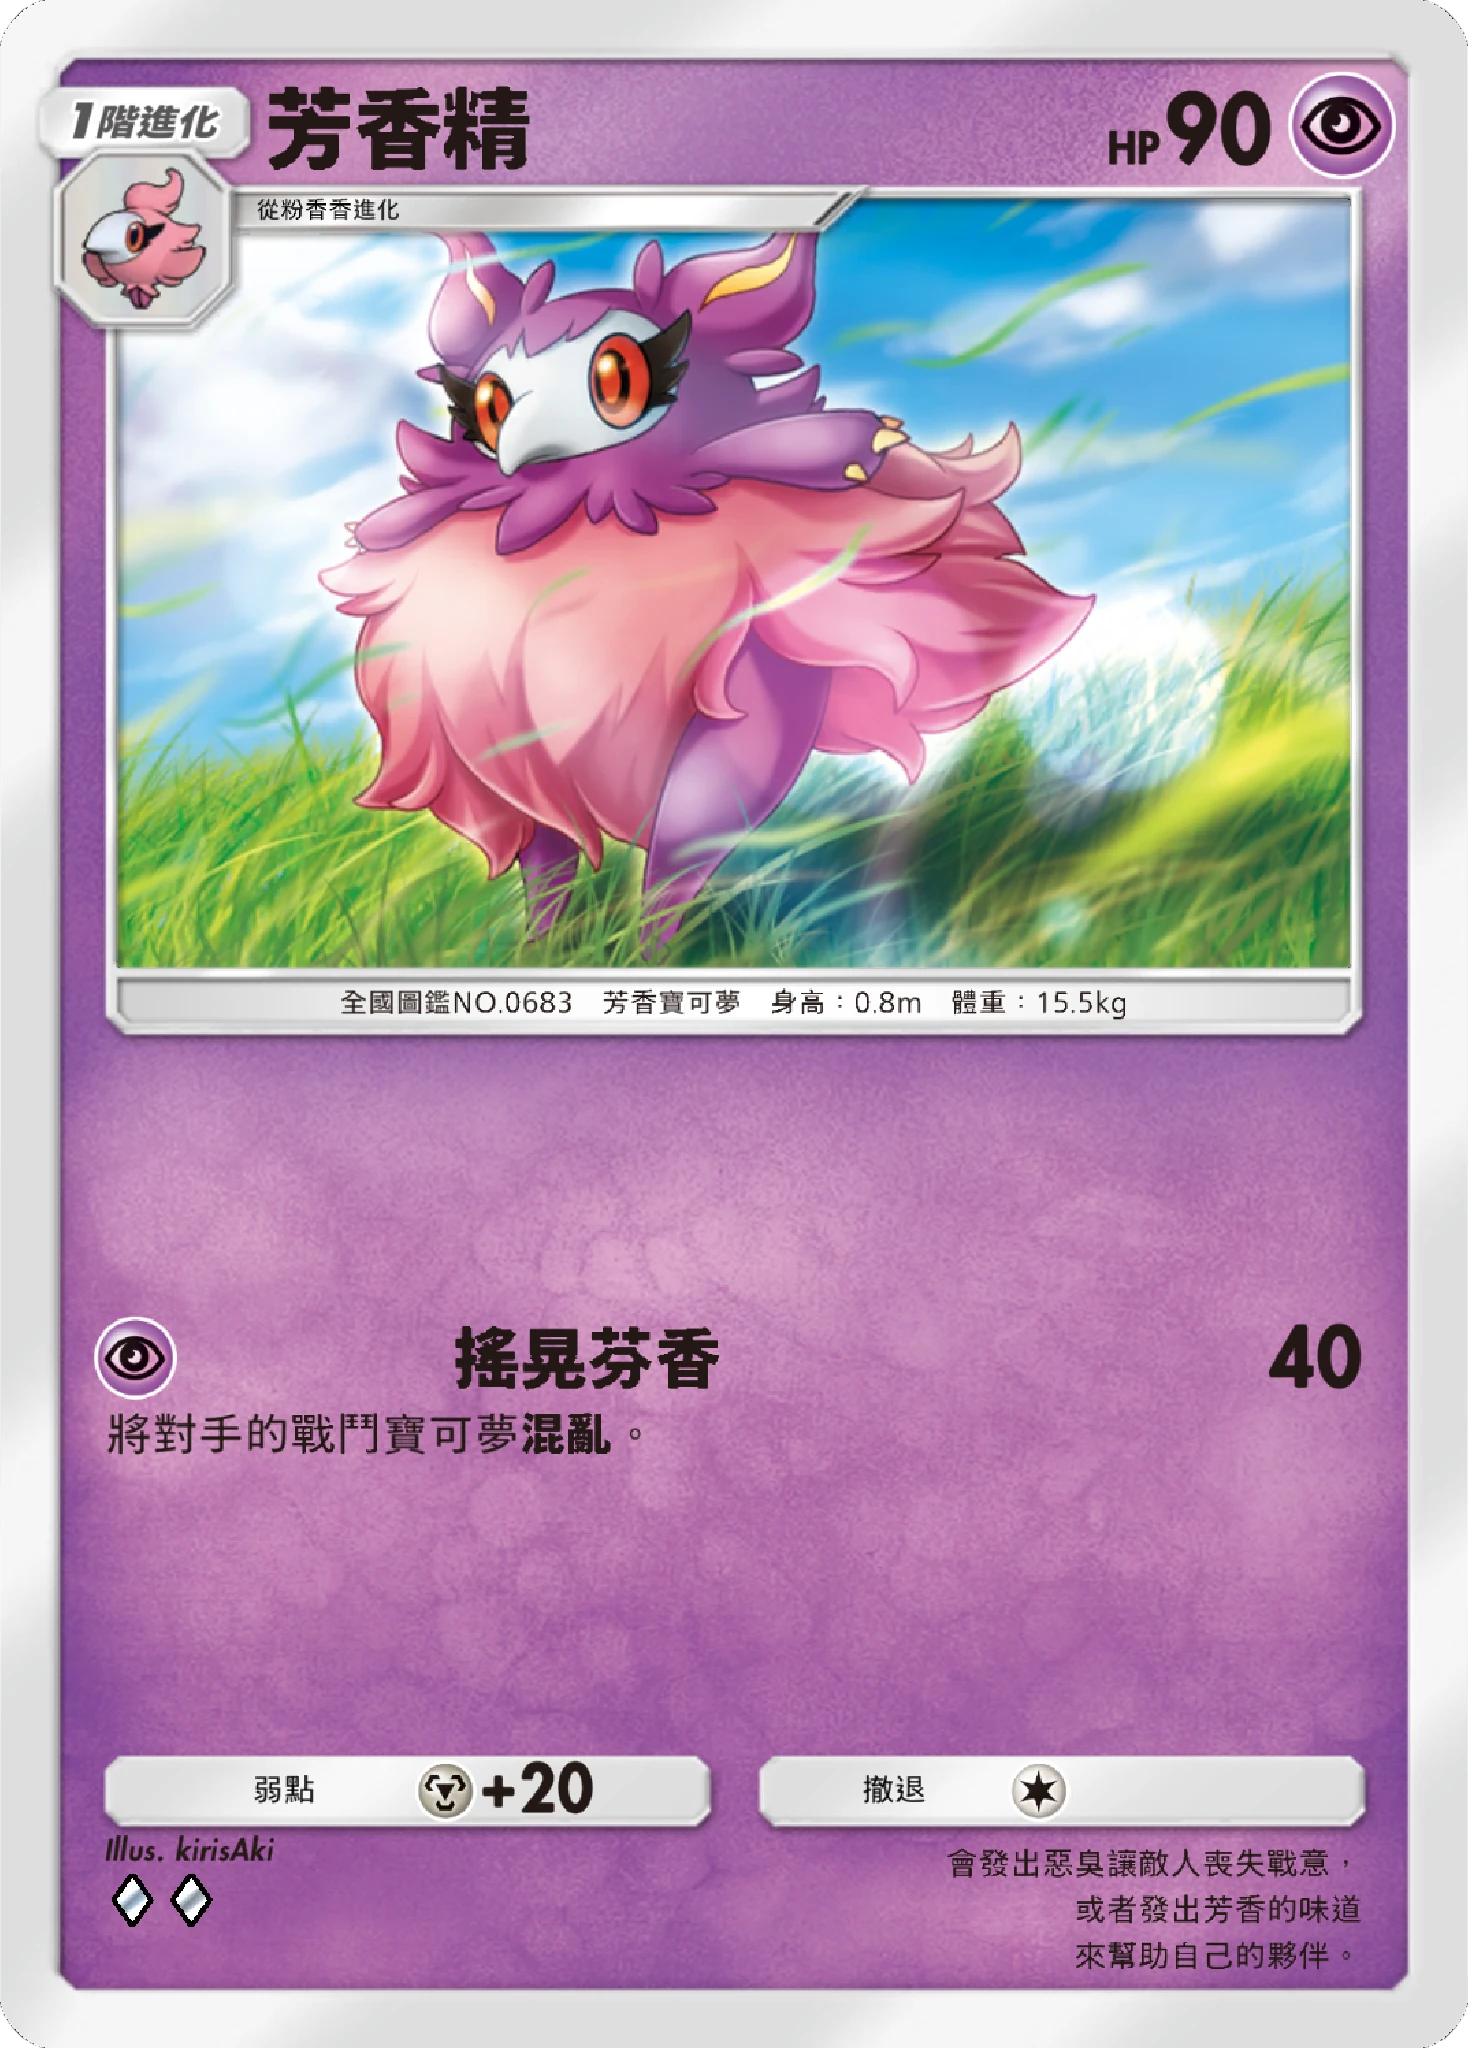 1階進化
芳香精
HP 90
從粉香香進化
全國圖鑑NO.0683 芳香寶可夢 身高：0.8m 體重：15.5kg
搖晃芬香 40
將對手的戰鬥寶可夢混亂。
弱點 +20
撤退
Illus. kirisAki
會發出惡臭讓敵人喪失戰意，
或者發出芳香的味道
來幫助自己的夥伴。